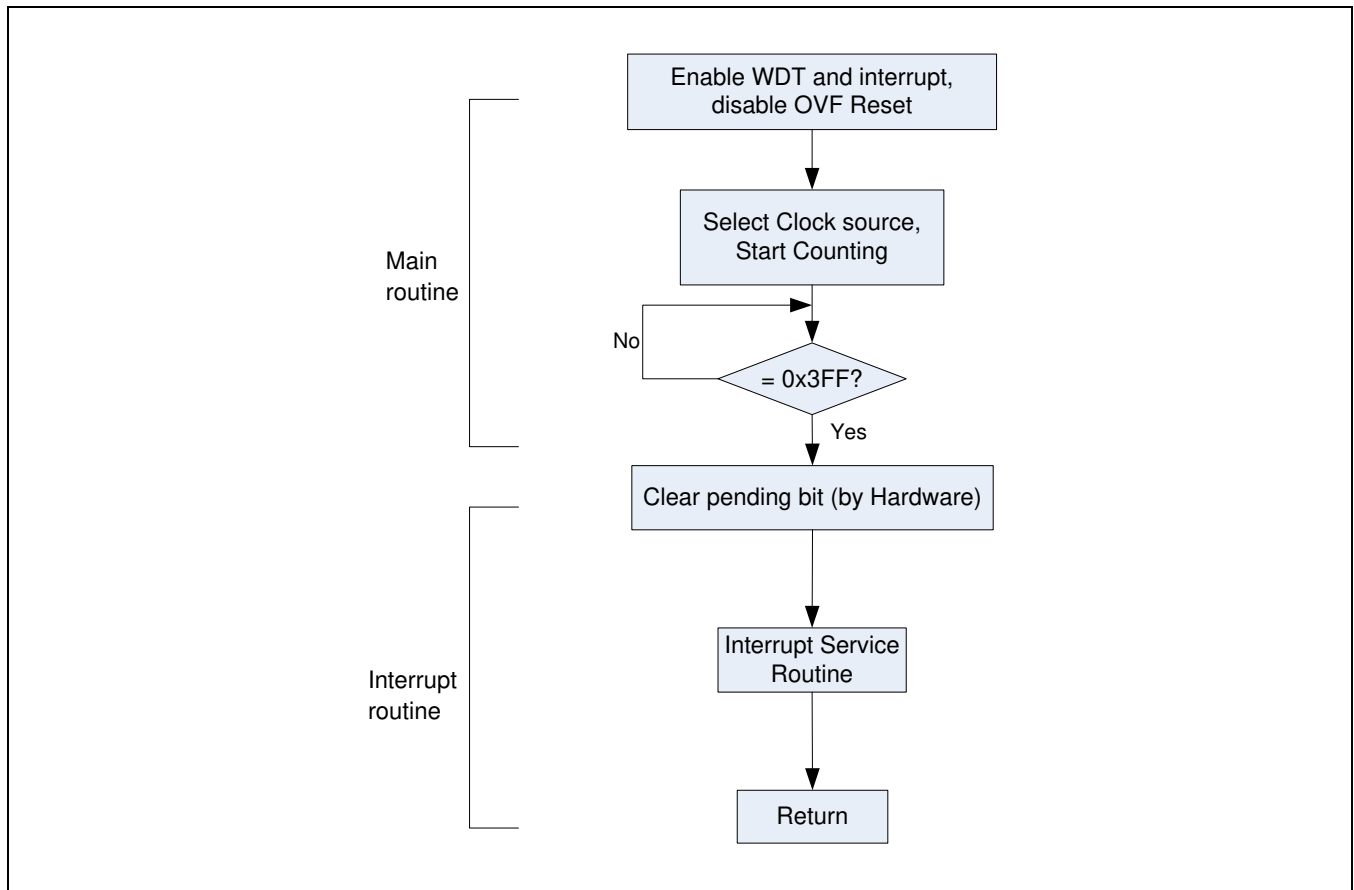 Enable WDT and interrupt,
disable OVF Reset
Select Clock source,
Start Counting
Main
routine
No
= 0x3FF?
Yes
Clear pending bit (by Hardware)
Interrupt Service
Routine
Interrupt
routine
Return